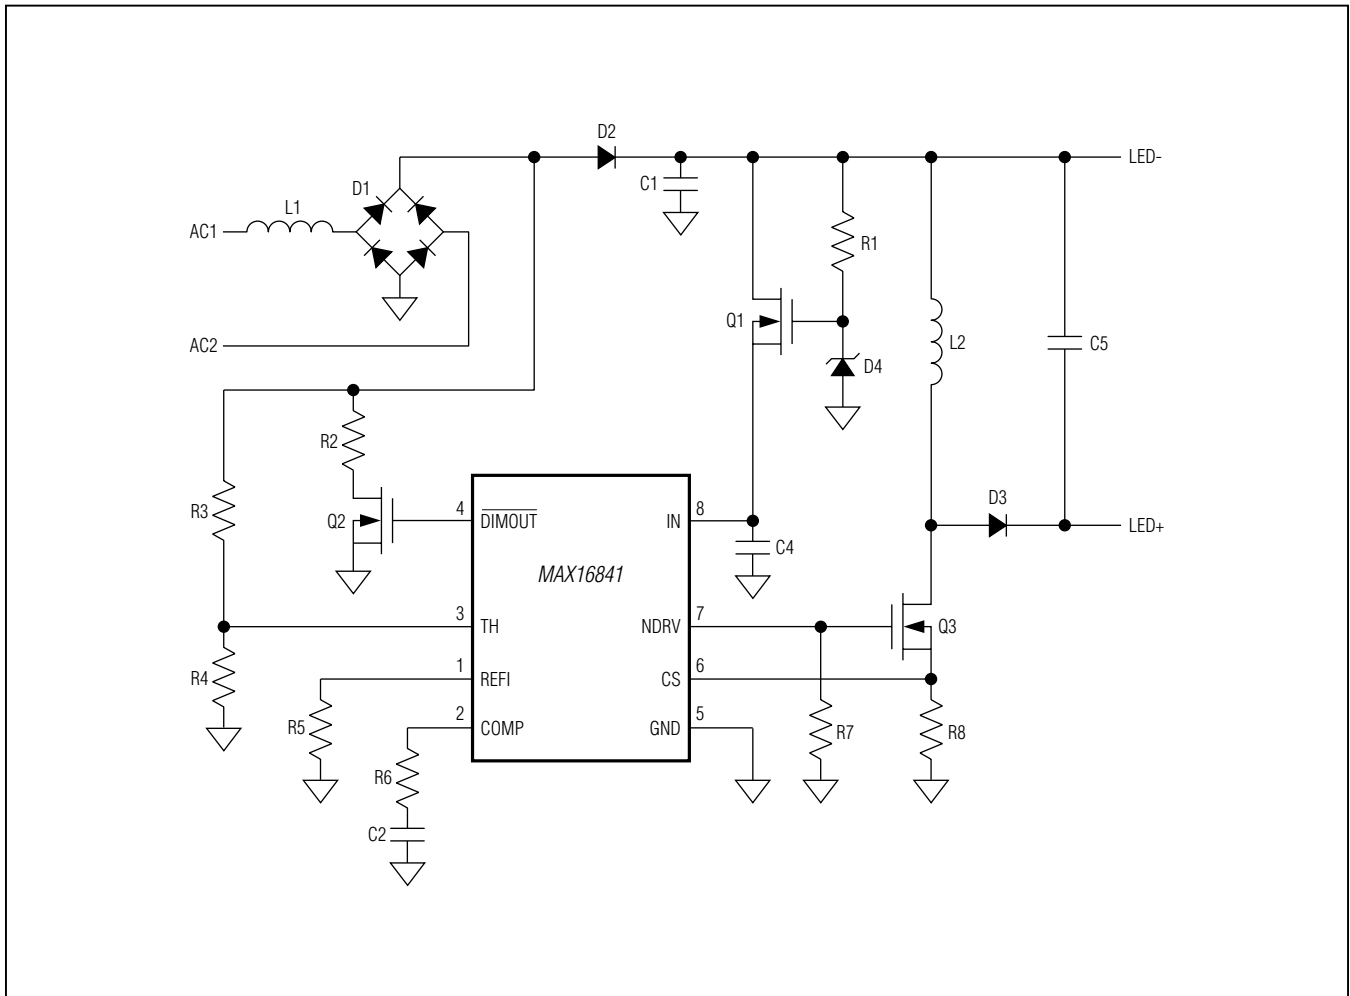 D2
LED-
C1
D1
L1
AC1
R1
Q1
L2
C5
AC2
D4
R2
R3
Q2
4
DIMOUT
IN
8
C4
D3
LED+
MAX16841
3
TH
NDRV
7
Q3
R4
1
REFI
CS
6
R5
2
COMP
GND
5
R7
R8
R6
C2